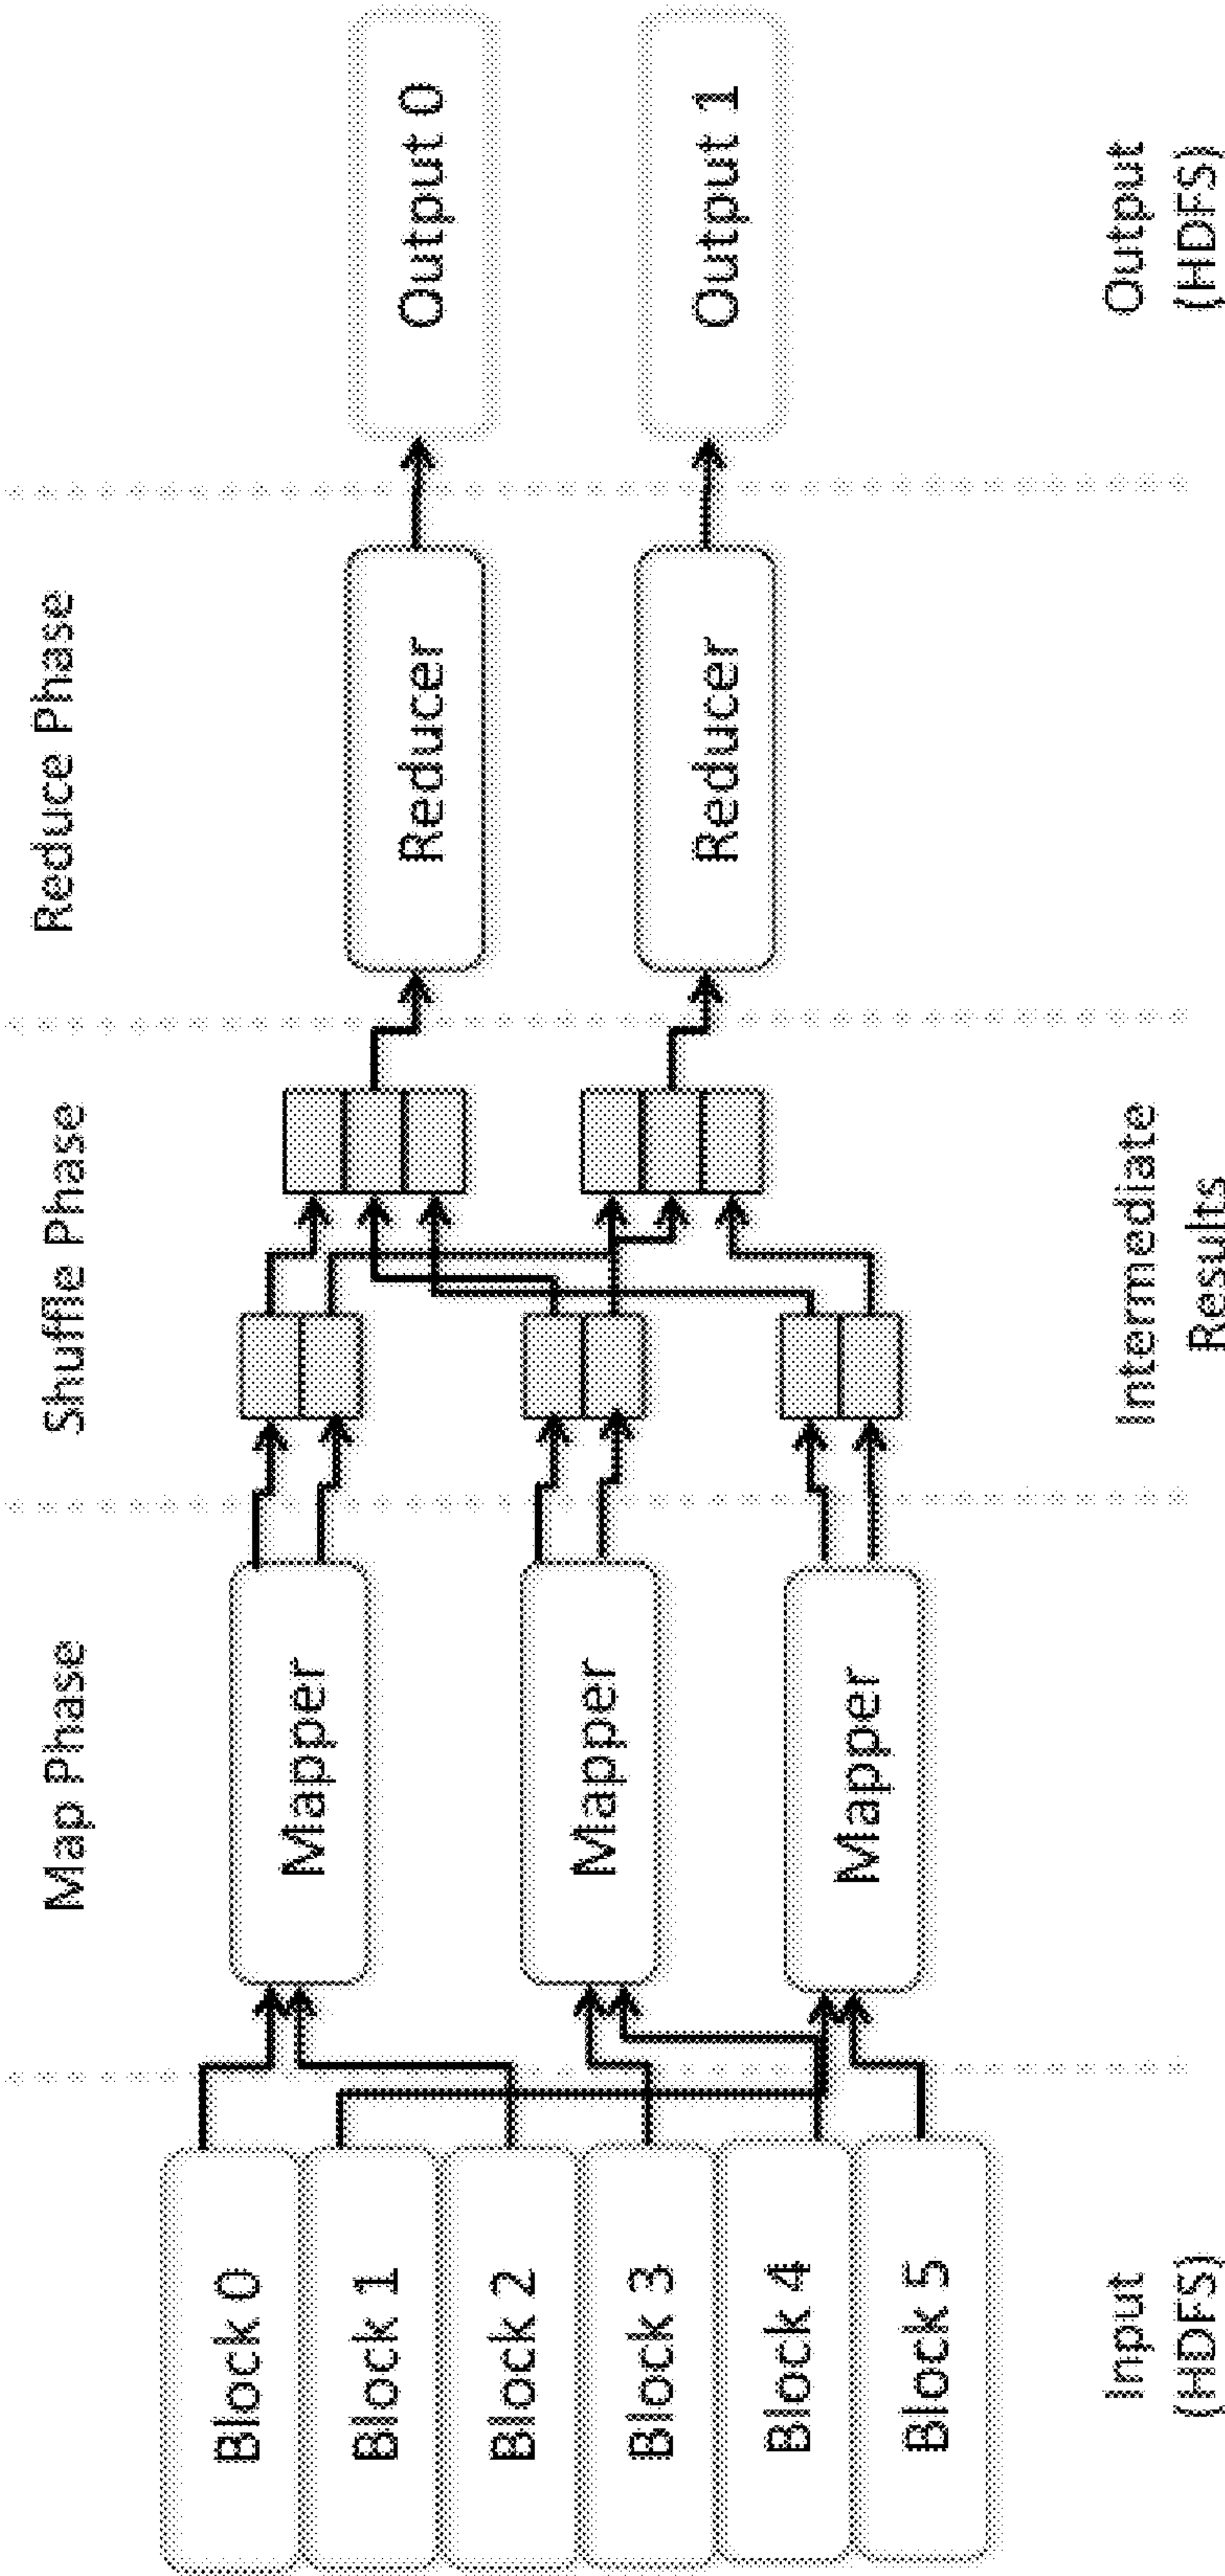 Map Phase
Shuffle Phase
Reduce Phase
Block 0
Block 1
Block 2
Block 3
Block 4
Block 5
Mapper
Mapper
Mapper
Reducer
Reducer
Output 0
Output 1
Input
(HDFS)
Intermediate
Results
Output
(HDFS)